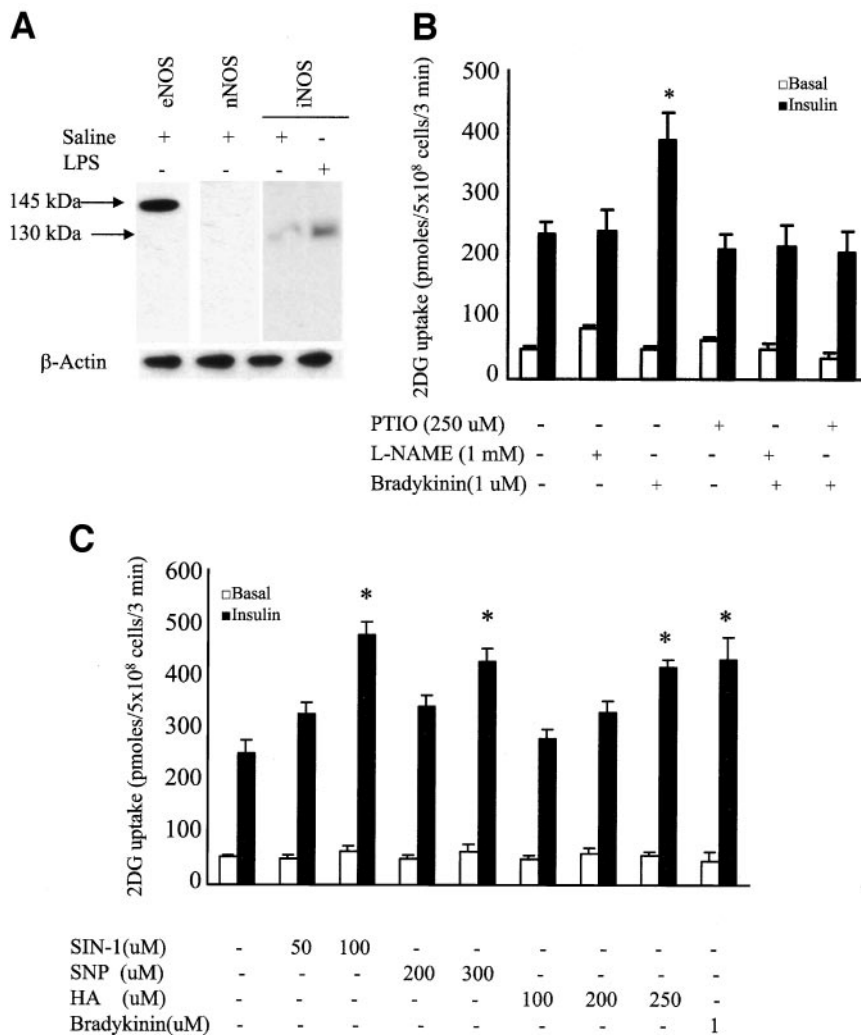 A
eNOS
nNOS
iNOS
Saline + + + -
LPS - - - +
145 kDa
130 kDa
β-Actin
B
2DG uptake (pmoles/5x10⁸ cells/3 min)
500
400
300
200
100
0
Basal
Insulin
*
PTIO (250 uM) - - - + - +
L-NAME (1 mM) - + - - + -
Bradykinin(1 uM) - - + - + +
C
2DG uptake (pmoles/5x10⁸ cells/3 min)
600
500
400
300
200
100
0
Basal
Insulin
* * * *
SIN-1(uM) - 50 100 - - - - - -
SNP (uM) - - - 200 300 - - - -
HA (uM) - - - - - 100 200 250 -
Bradykinin(uM) - - - - - - - - 1